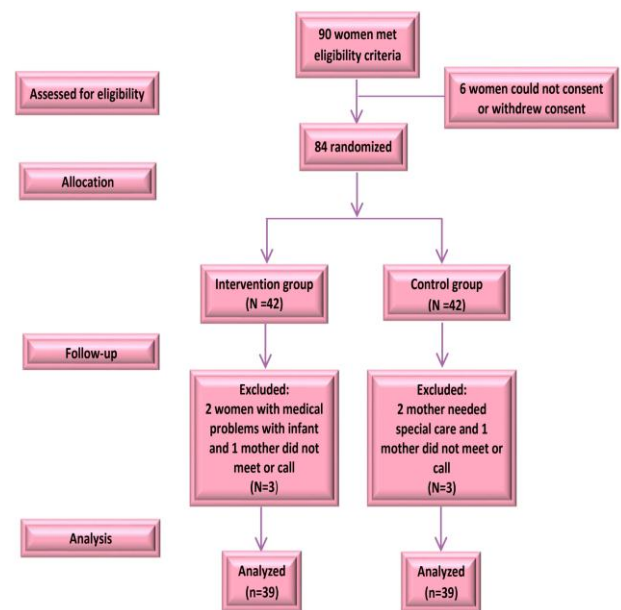 90 women met
eligibility criteria
Assessed for eligibility
6 women could not consent
or withdrew consent
84 randomized
Allocation
Intervention group
(N =42)
Control group
(N =42)
Follow-up
Excluded:
2 women with medical
problems with infant
and 1 mother did not
meet or call
(N=3)
Excluded:
2 mother needed
special care and 1
mother did not meet or
call
(N=3)
Analysis
Analyzed
(n=39)
Analyzed
(n=39)